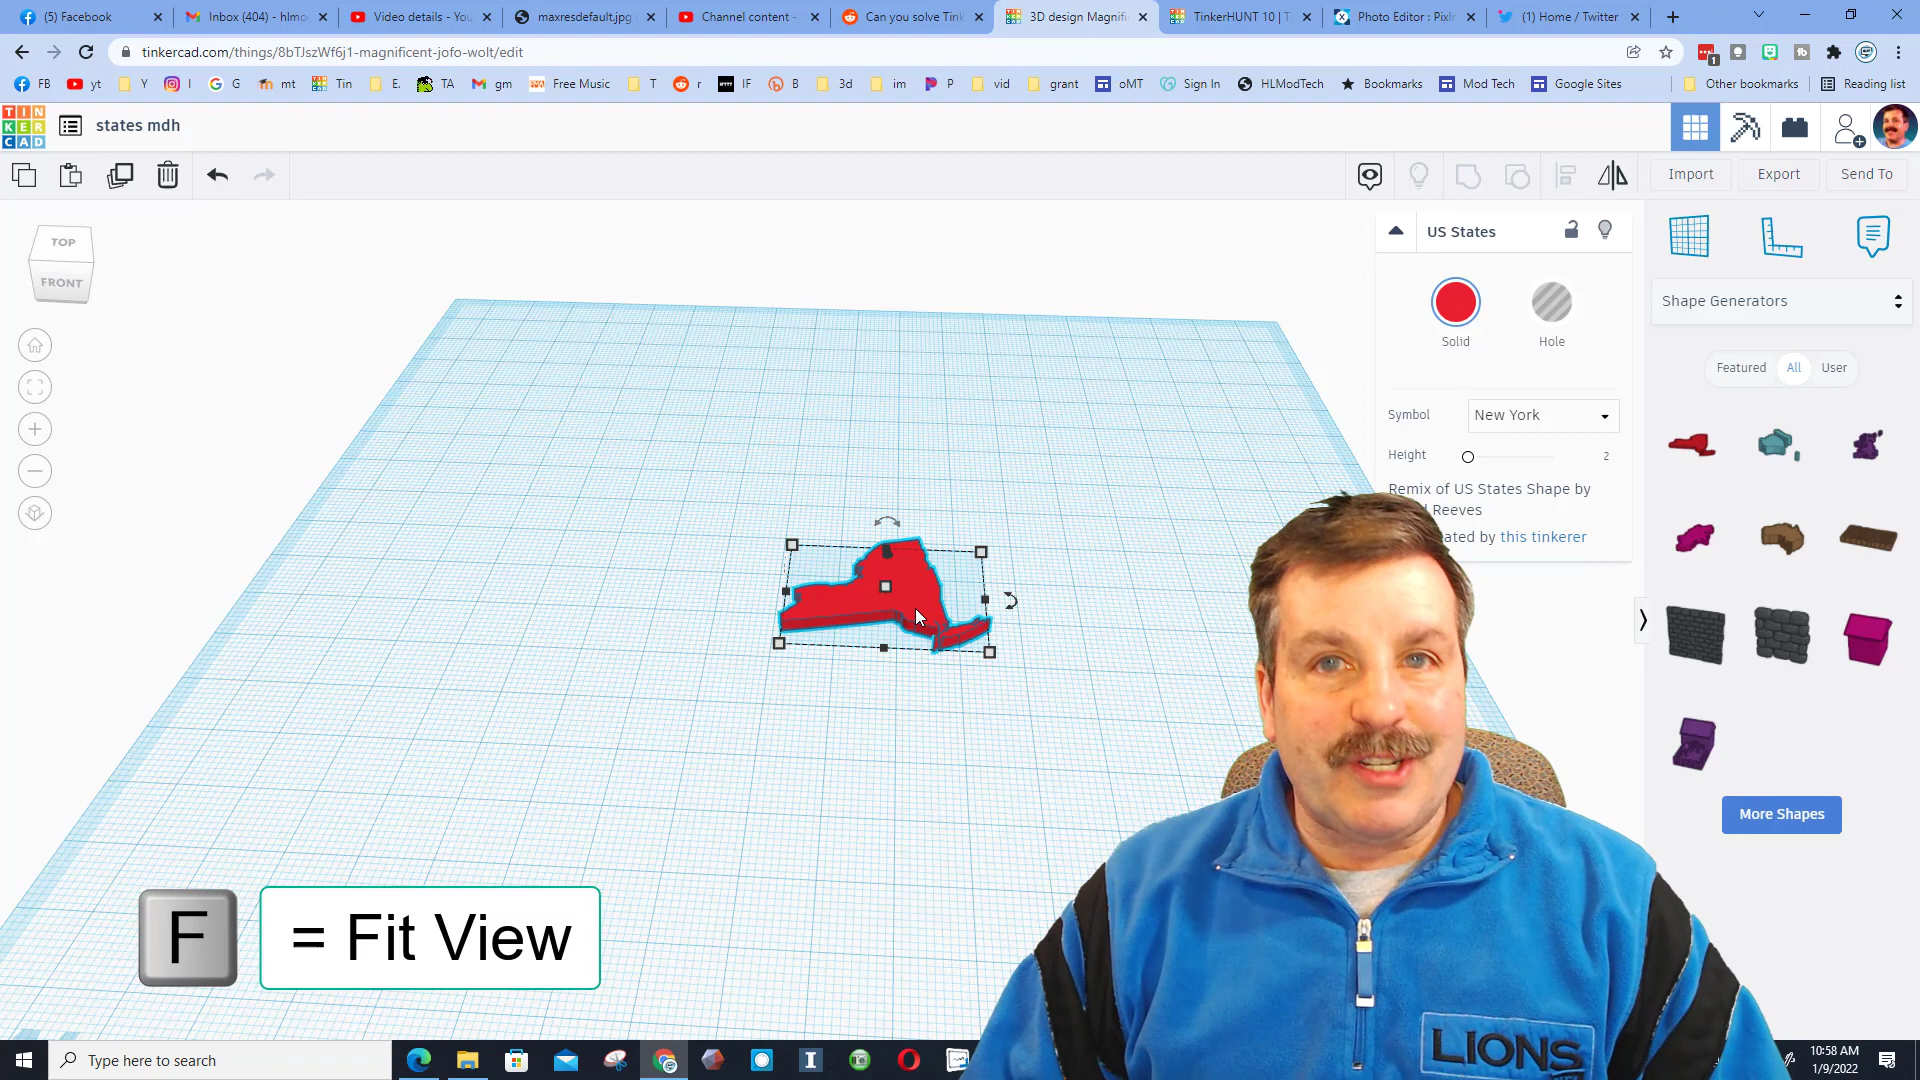 (5) Facebook
Inbox (404) - hlmo
Video details - You
maxresdefault.jpg
Channel content -
Can you solve Tink
3D design Magnifi
TinkerHUNT 10 | T
Photo Editor : Pixlr
(1) Home / Twitter
tinkercad.com/things/8bTJszWf6j1-magnificent-jofo-wolt/edit
1
FB
yt
Y
I
G
mt
Tin
E.
TA
gm
Free Music
T
r
IF
B
3d
im
P
vid
grant
oMT
Sign In
HLModTech
Bookmarks
Mod Tech
Google Sites
Other bookmarks
Reading list
TIN
KER
CAD
states mdh
Import
Export
Send To
TOP
FRONT
US States
Solid
Hole
Symbol
New York
Height
2
Remix of US States Shape by
Reeves
this tinkerer
Shape Generators
Featured
All
User
More Shapes
F
= Fit View
LIONS
Type here to search
10:58 AM
1/9/2022